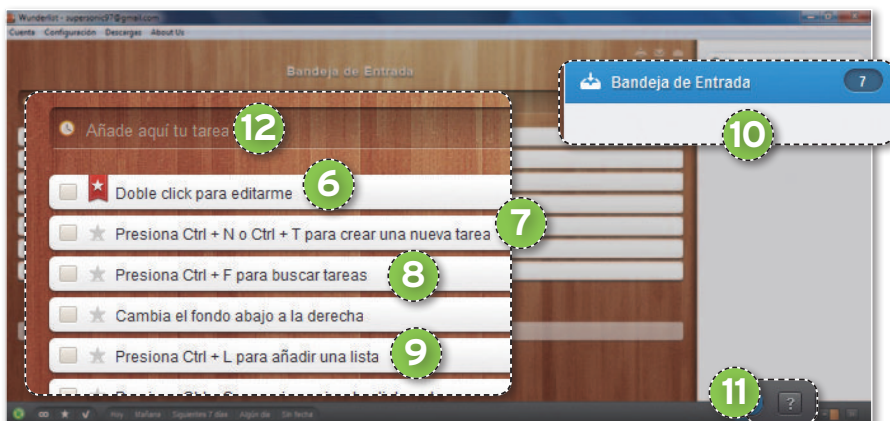 Wunderlist - supersonic97@gmail.com
Cuenta Configuración Descargas About Us
Bandeja de Entrada
Bandeja de Entrada 7
10
Añade aquí tu tarea 12
Doble click para editarme 6
Presiona Ctrl + N o Ctrl + T para crear una nueva tarea 7
Presiona Ctrl + F para buscar tareas 8
Cambia el fondo abajo a la derecha
Presiona Ctrl + L para añadir una lista 9
11
?
Hoy Mañana Siguientes 7 días Algún día Sin fecha